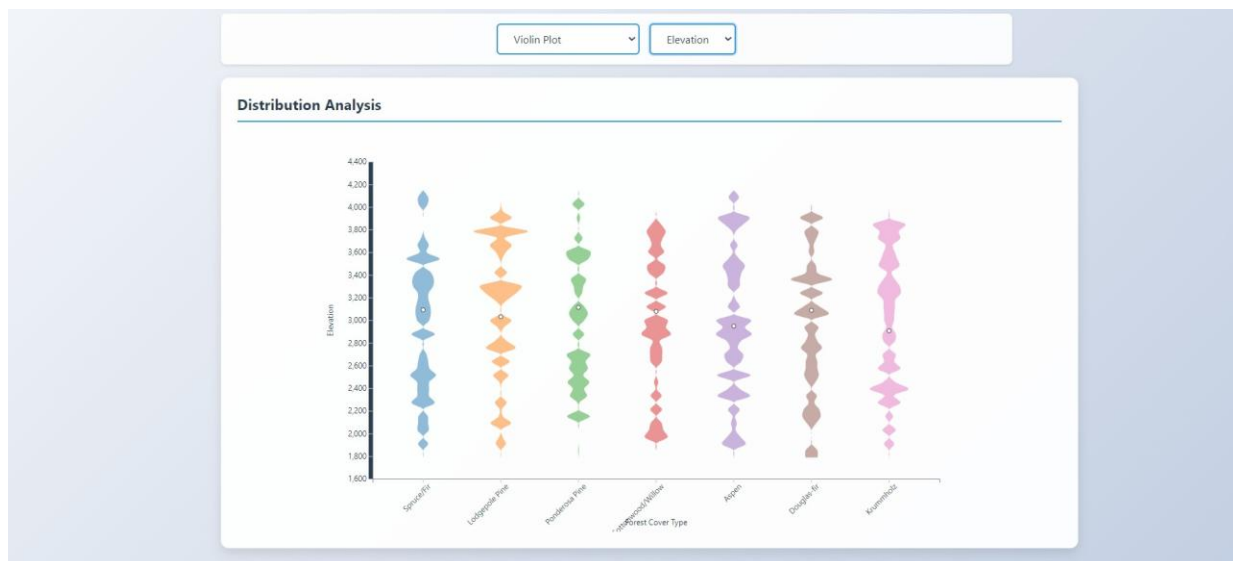 Violin Plot Elevation
Distribution Analysis
4,400
4,200
4,000
3,800
3,600
3,400
3,200
3,000
2,800
2,600
2,400
2,200
2,000
1,800
1,600
Elevation
Spruce/Fir
Lodgepole Pine
Ponderosa Pine
ottonwood/Willow
Aspen
Douglas-fir
Krummholz
Forest Cover Type